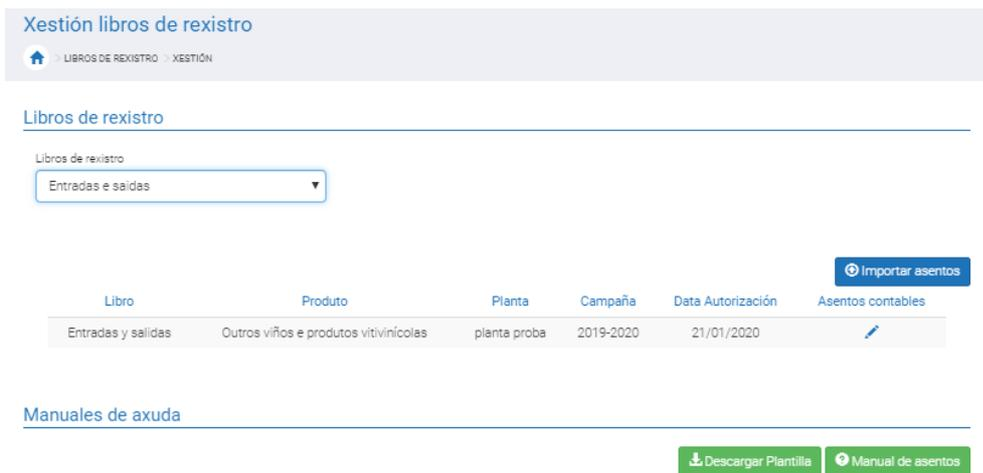 Xestión libros de rexistro
> LIBROS DE REXISTRO > XESTIÓN
Libros de rexistro
Libros de rexistro
Entradas e saidas
Importar asentos
Libro Produto Planta Campaña Data Autorización Asentos contables
Entradas y salidas Outros viños e produtos vitivinícolas planta proba 2019-2020 21/01/2020
Manuales de axuda
Descargar Plantilla Manual de asentos